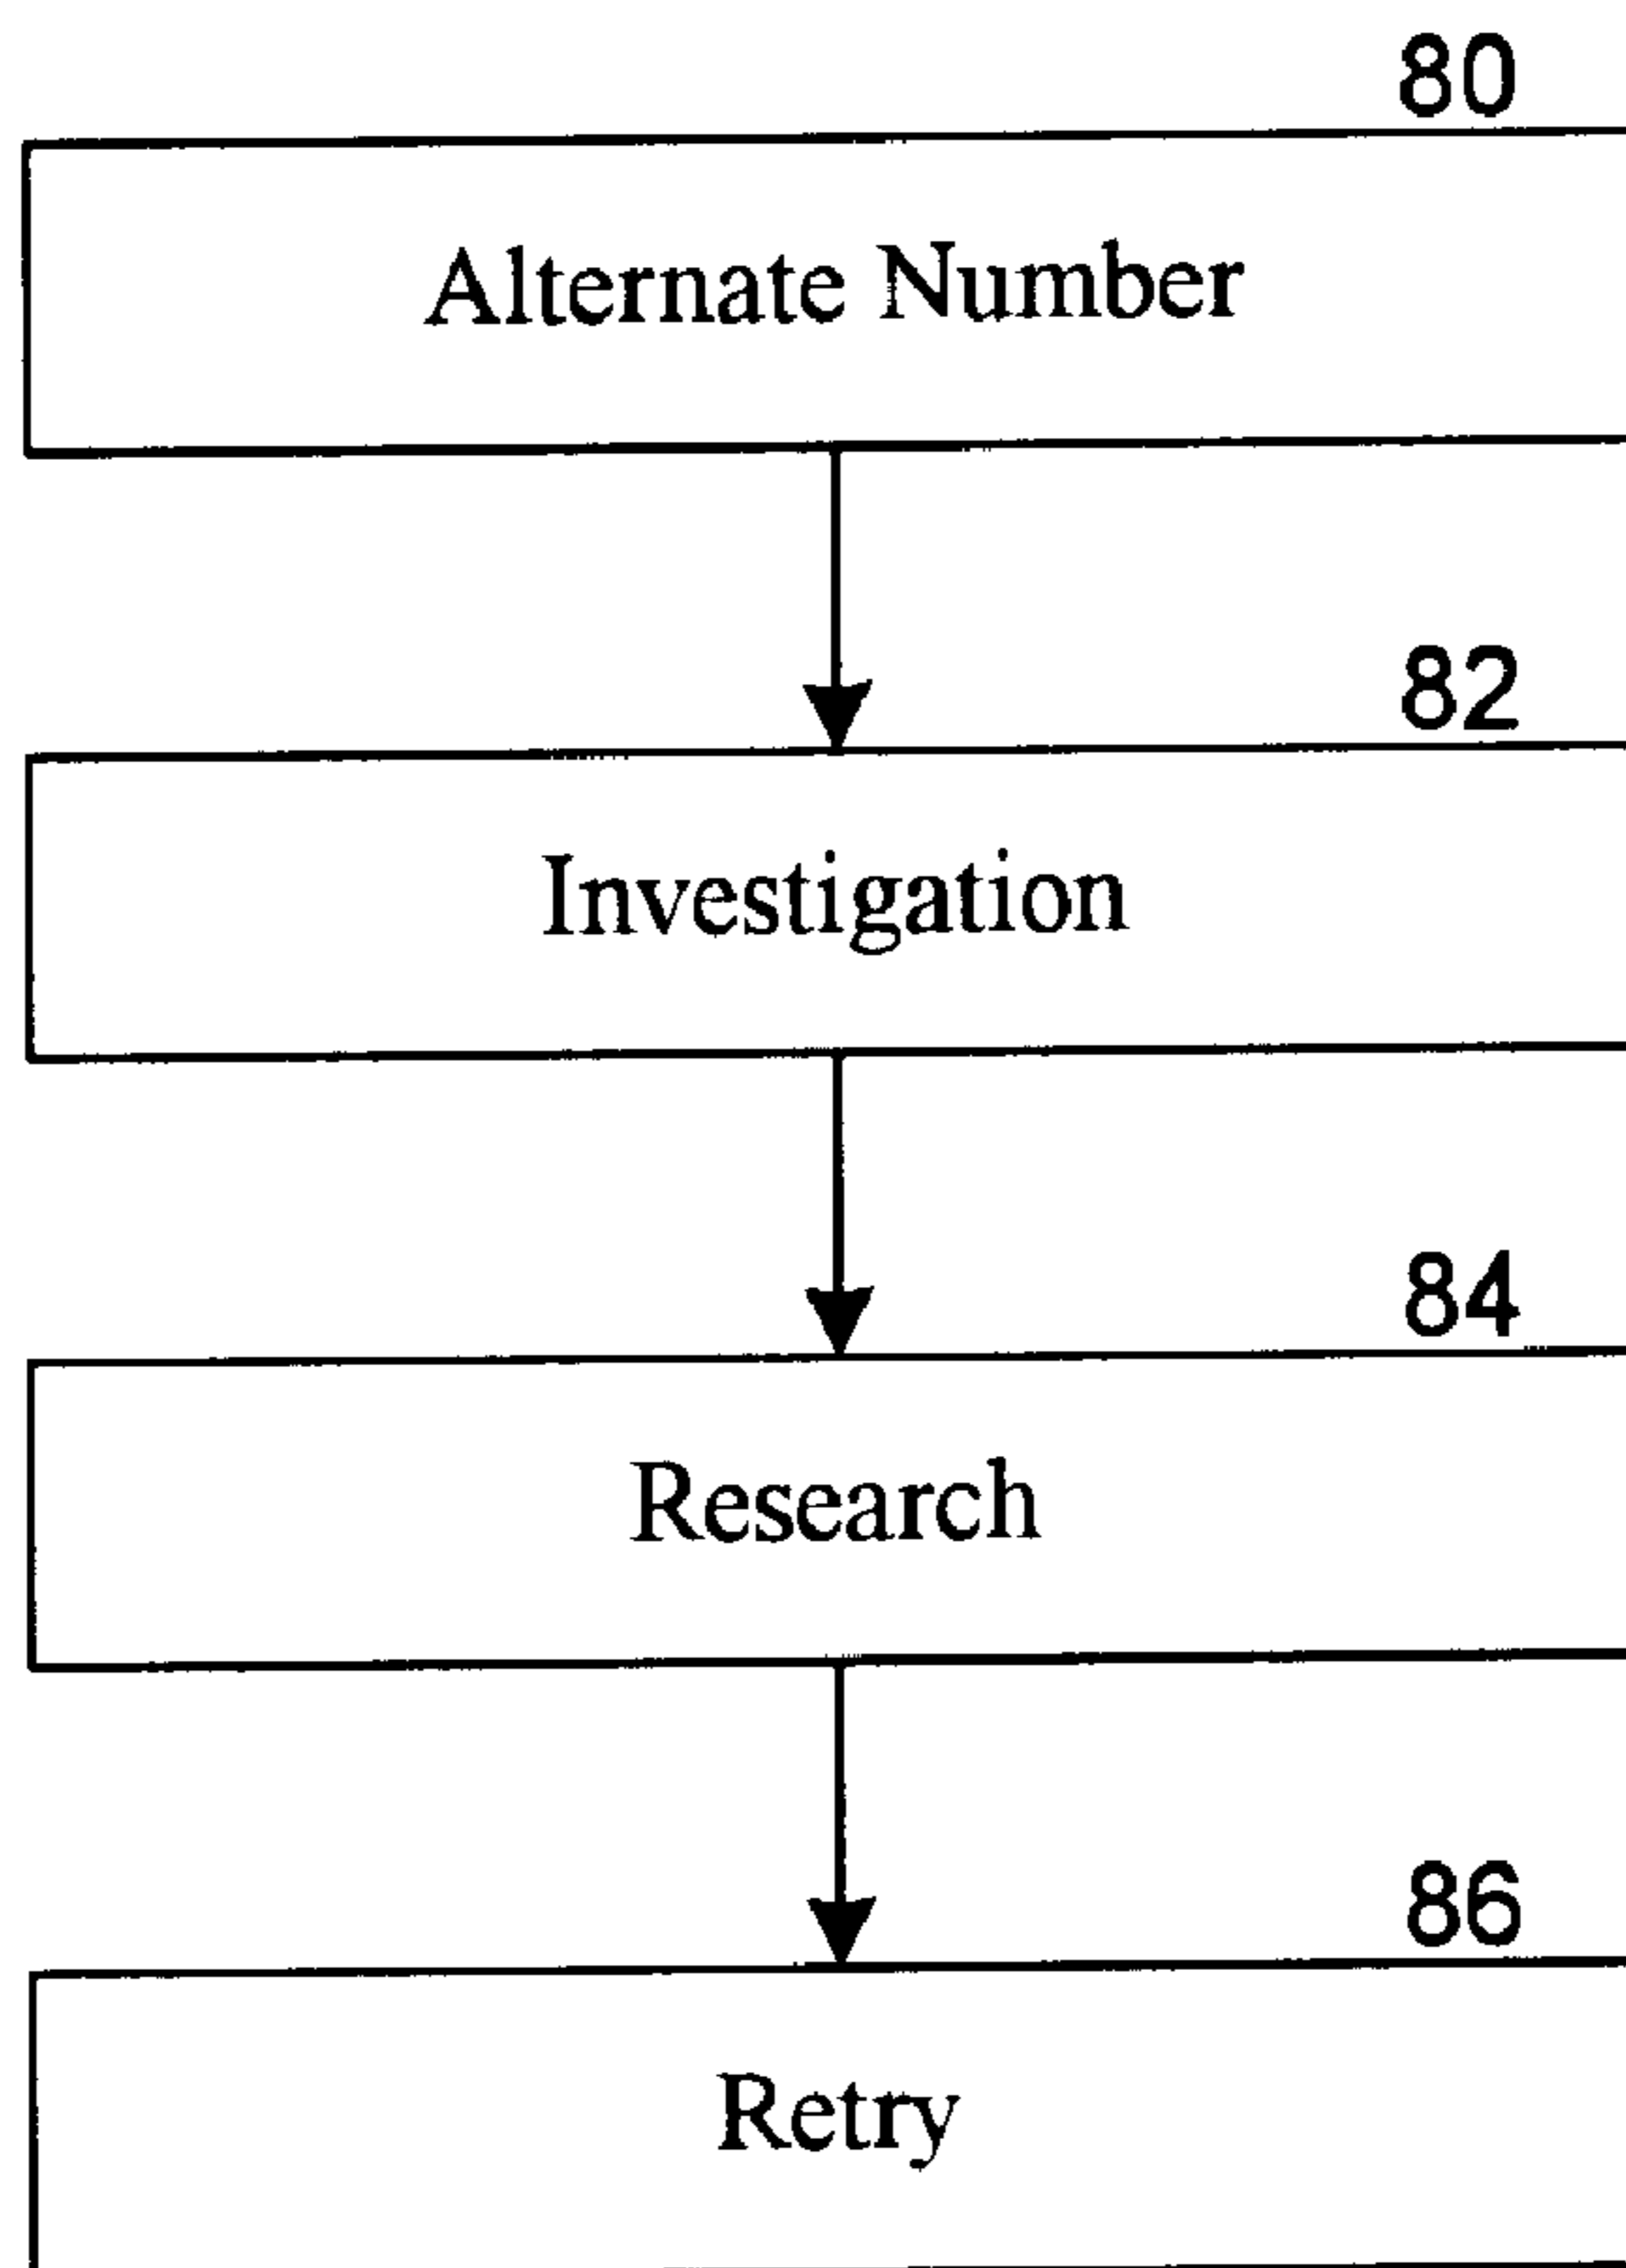 80
Alternate Number
82
Investigation
84
Research
86
Retry